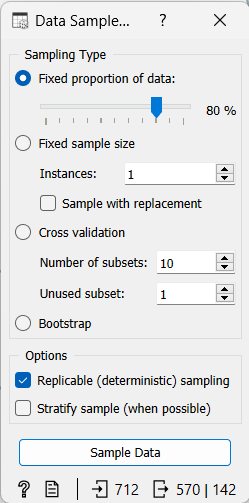 Data Sample...
Sampling Type
Fixed proportion of data:
80 %
Fixed sample size
Instances: 1
Sample with replacement
Cross validation
Number of subsets: 10
Unused subset: 1
Bootstrap
Options
Replicable (deterministic) sampling
Stratify sample (when possible)
Sample Data
? 712 570 | 142